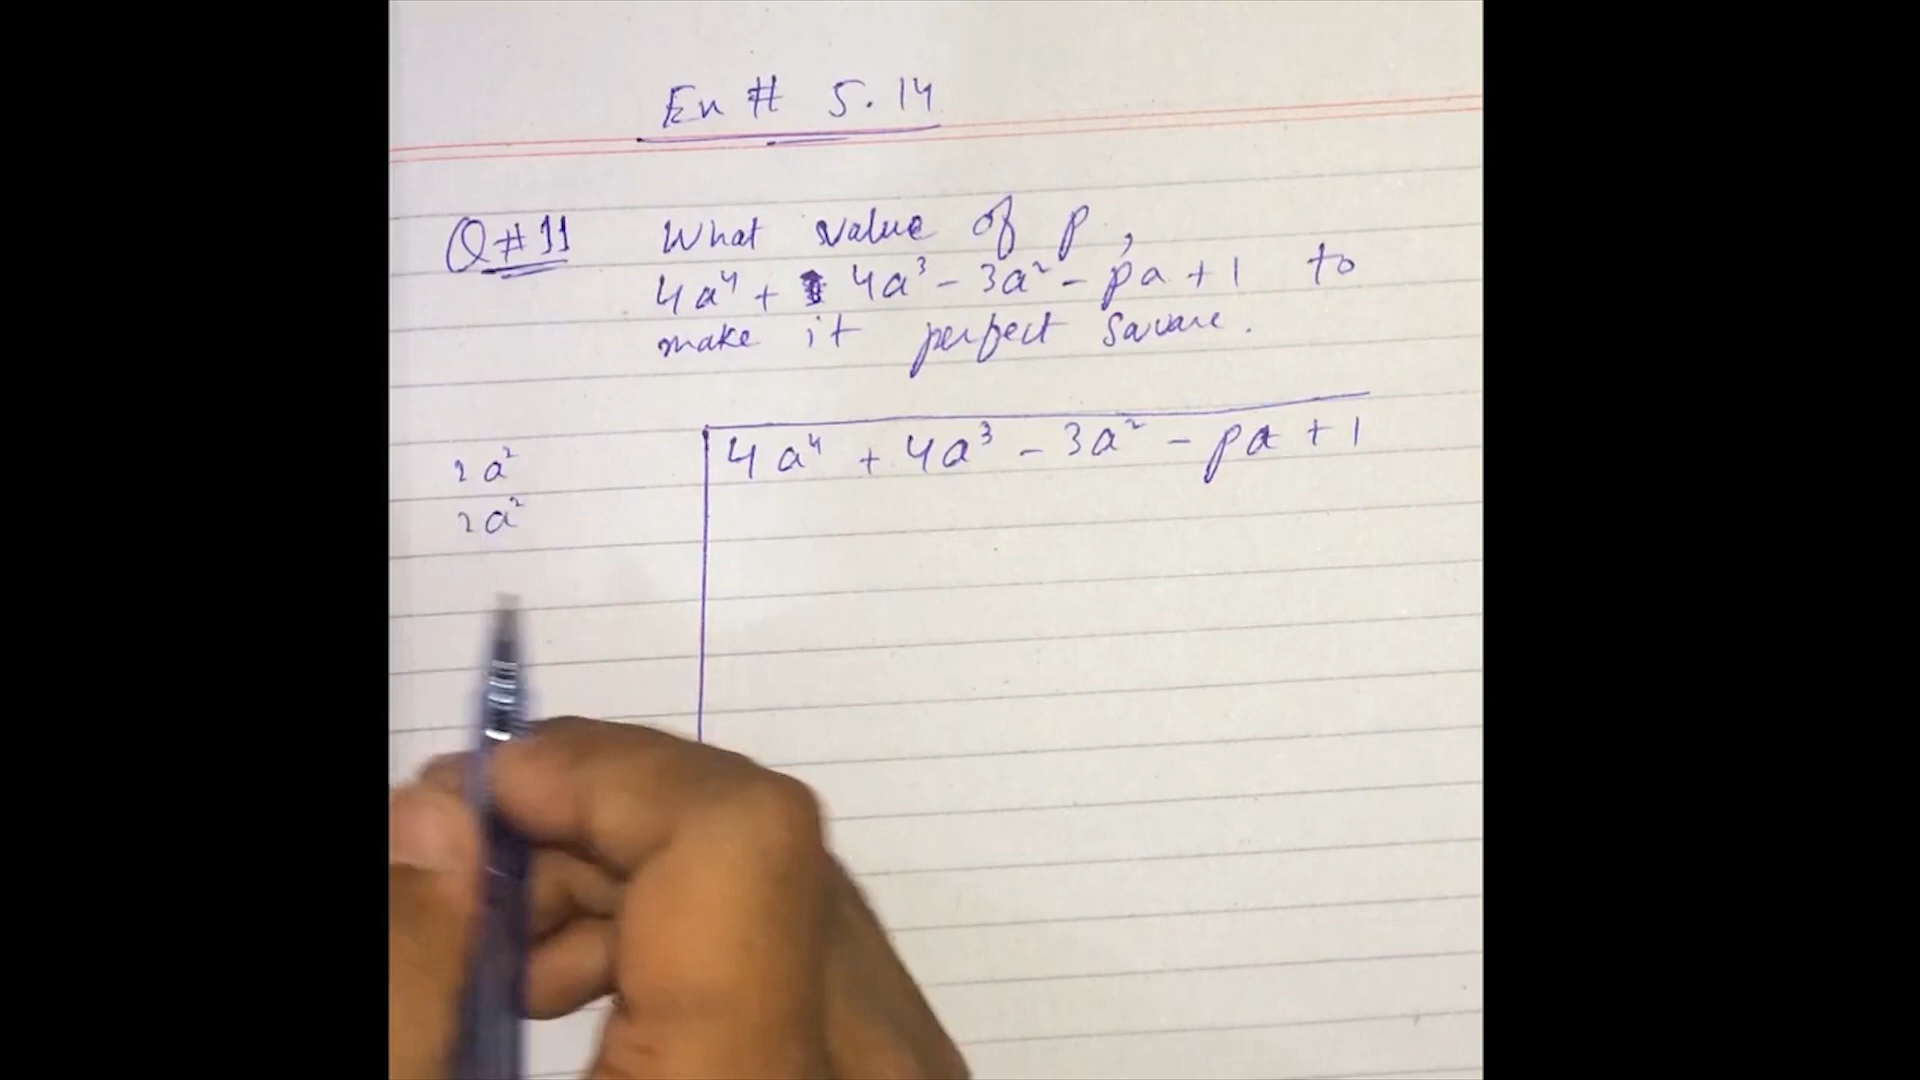 Ex # 5.14
Q#11 What value of p,
4a⁴ + 4a³ - 3a² - pa + 1 to
make it perfect Square.
4a⁴ + 4a³ - 3a² - pa + 1
2a²
2a²